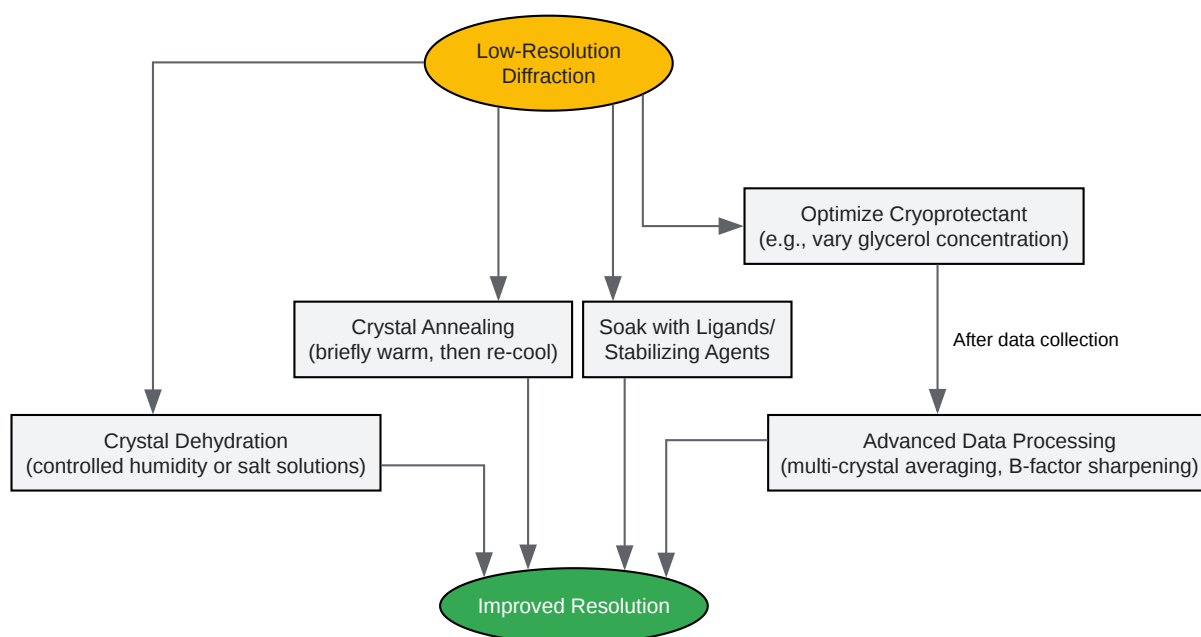 Low-Resolution
Diffraction
Optimize Cryoprotectant
(e.g., vary glycerol concentration)
Crystal Annealing
(briefly warm, then re-cool)
Soak with Ligands/
Stabilizing Agents
After data collection
Crystal Dehydration
(controlled humidity or salt solutions)
Advanced Data Processing
(multi-crystal averaging, B-factor sharpening)
Improved Resolution